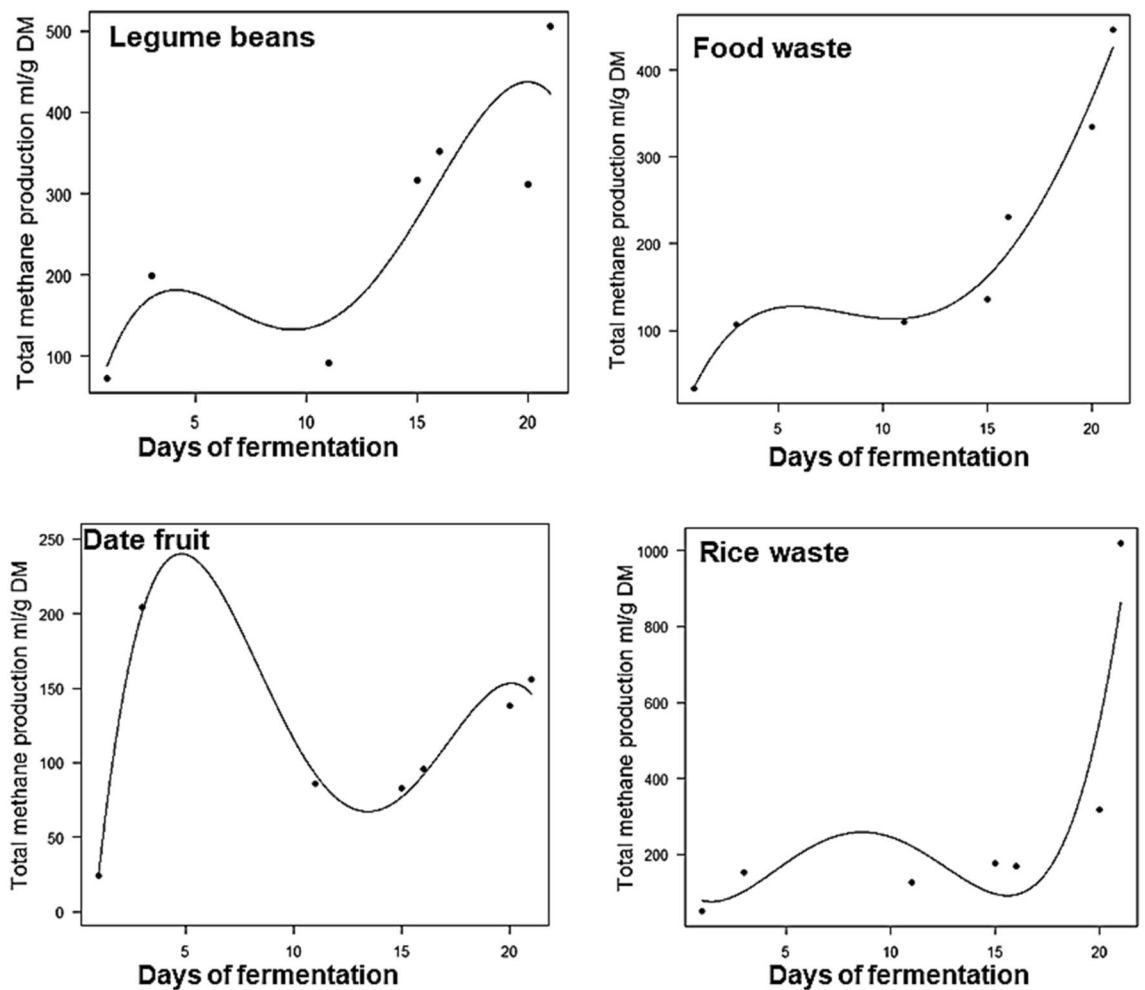 Legume beans
Total methane production ml/g DM
500
400
300
200
100
5 10 15 20
Days of fermentation
Food waste
Total methane production ml/g DM
400
300
200
100
5 10 15 20
Days of fermentation
Date fruit
Total methane production ml/g DM
250
200
150
100
50
0
5 10 15 20
Days of fermentation
Rice waste
Total methane production ml/g DM
1000
800
600
400
200
5 10 15 20
Days of fermentation